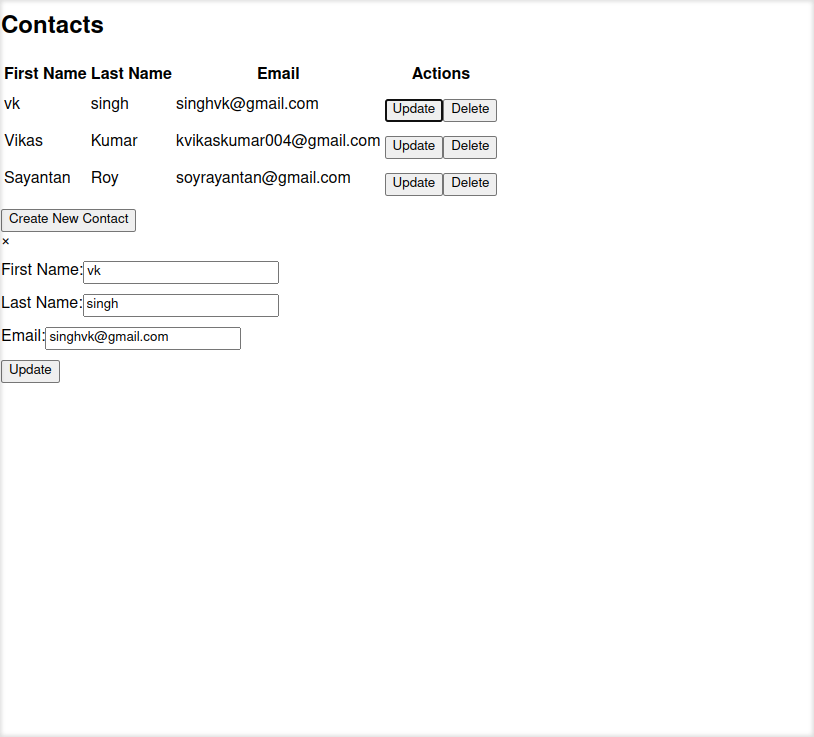 Contacts
First Name Last Name Email Actions
vk singh singhvk@gmail.com Update Delete
Vikas Kumar kvikaskumar004@gmail.com Update Delete
Sayantan Roy soyrayantan@gmail.com Update Delete
Create New Contact
×
First Name: vk
Last Name: singh
Email: singhvk@gmail.com
Update